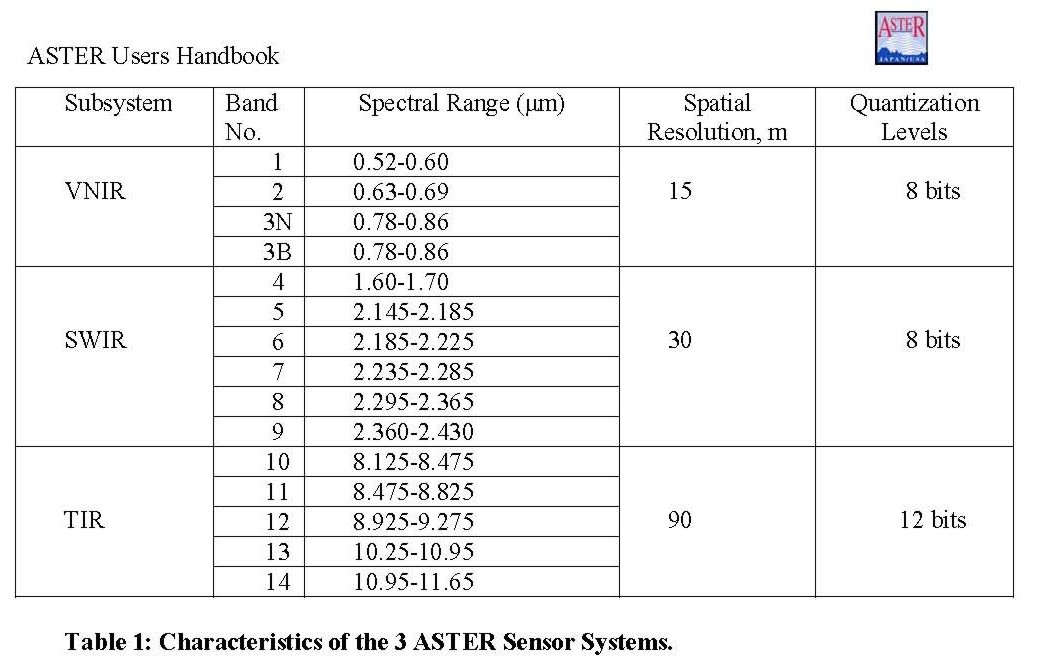 ASTER
JAPAN/USA
ASTER Users Handbook
Subsystem Band No. Spectral Range (μm) Spatial Resolution, m Quantization Levels
VNIR 1 0.52-0.60 15 8 bits
2 0.63-0.69
3N 0.78-0.86
3B 0.78-0.86
SWIR 4 1.60-1.70 30 8 bits
5 2.145-2.185
6 2.185-2.225
7 2.235-2.285
8 2.295-2.365
9 2.360-2.430
TIR 10 8.125-8.475 90 12 bits
11 8.475-8.825
12 8.925-9.275
13 10.25-10.95
14 10.95-11.65
Table 1: Characteristics of the 3 ASTER Sensor Systems.